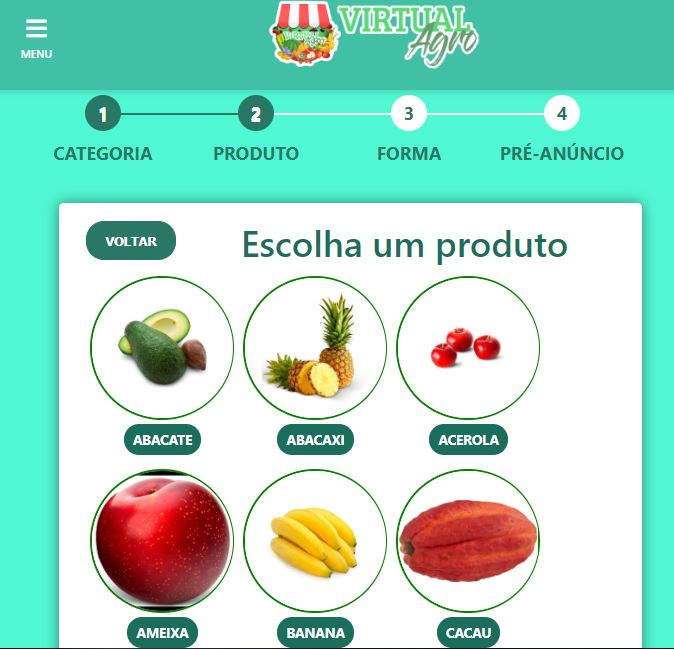 VIRTUAL
Agro
MENU
1 2 3 4
CATEGORIA PRODUTO FORMA PRÉ-ANÚNCIO
VOLTAR
Escolha um produto
ABACATE ABACAXI ACEROLA
AMEIXA BANANA CACAU